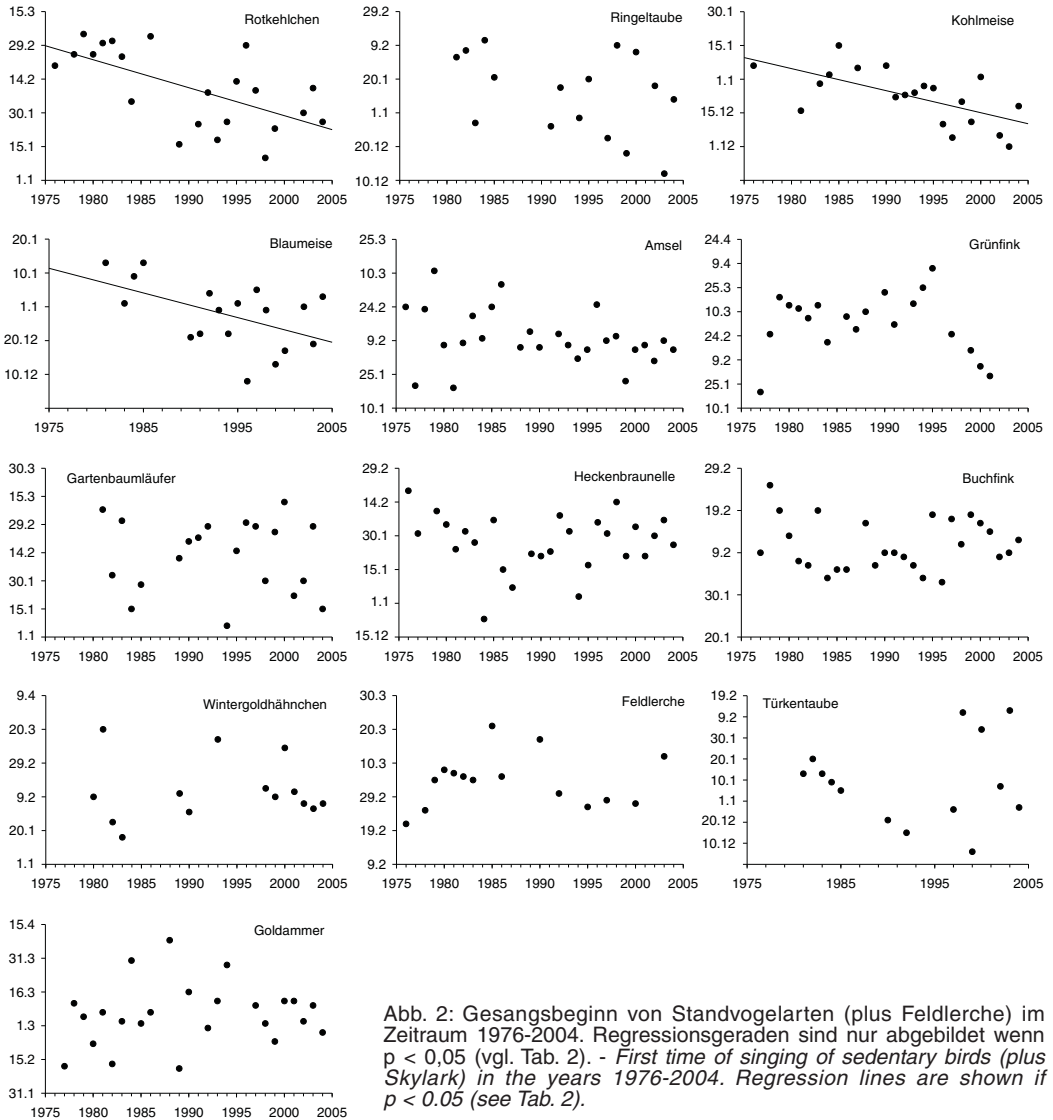 Rotkehlchen
15.3
29.2
14.2
30.1
15.1
1.1
1975 1980 1985 1990 1995 2000 2005
Ringeltaube
29.2
9.2
20.1
1.1
20.12
10.12
1975 1980 1985 1990 1995 2000 2005
Kohlmeise
30.1
15.1
1.1
15.12
1.12
1975 1980 1985 1990 1995 2000 2005
Blaumeise
20.1
10.1
1.1
20.12
10.12
1975 1985 1995 2005
Amsel
25.3
10.3
24.2
9.2
25.1
10.1
1975 1980 1985 1990 1995 2000 2005
Grünfink
24.4
9.4
25.3
10.3
24.2
9.2
25.1
10.1
1975 1980 1985 1990 1995 2000 2005
Gartenbaumläufer
30.3
15.3
29.2
14.2
30.1
15.1
1.1
1975 1980 1985 1990 1995 2000 2005
Heckenbraunelle
29.2
14.2
30.1
15.1
1.1
15.12
1975 1980 1985 1990 1995 2000 2005
Buchfink
29.2
19.2
9.2
30.1
20.1
1975 1980 1985 1990 1995 2000 2005
Wintergoldhähnchen
9.4
20.3
29.2
9.2
20.1
1.1
1975 1980 1985 1990 1995 2000 2005
Feldlerche
30.3
20.3
10.3
29.2
19.2
9.2
1975 1980 1985 1990 1995 2000 2005
Türkentaube
19.2
9.2
30.1
20.1
10.1
1.1
20.12
10.12
1975 1985 1995 2005
Goldammer
15.4
31.3
16.3
1.3
15.2
31.1
1975 1980 1985 1990 1995 2000 2005
Abb. 2: Gesangsbeginn von Standvogelarten (plus Feldlerche) im
Zeitraum 1976-2004. Regressionsgeraden sind nur abgebildet wenn
p < 0,05 (vgl. Tab. 2). - First time of singing of sedentary birds (plus
Skylark) in the years 1976-2004. Regression lines are shown if
p < 0.05 (see Tab. 2).